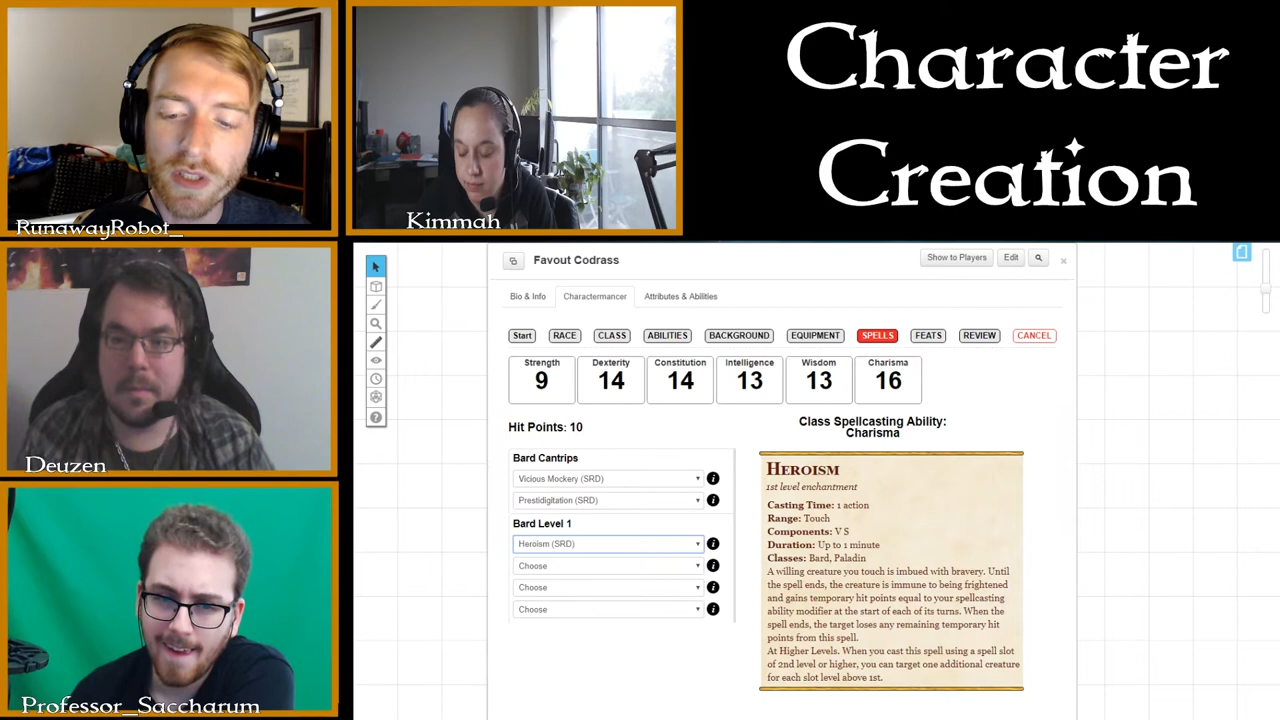 Character
Creation
RunawayRobot_
Kimmah
Deuzen
Professor_Saccharum
Favout Codrass
Show to Players
Edit
Bio & Info
Charactermancer
Attributes & Abilities
Start
RACE
CLASS
ABILITIES
BACKGROUND
EQUIPMENT
SPELLS
FEATS
REVIEW
CANCEL
Strength
9
Dexterity
14
Constitution
14
Intelligence
13
Wisdom
13
Charisma
16
Hit Points: 10
Bard Cantrips
Vicious Mockery (SRD)
Prestidigitation (SRD)
Bard Level 1
Heroism (SRD)
Choose
Choose
Choose
Class Spellcasting Ability:
Charisma
HEROISM
1st level enchantment
Casting Time: 1 action
Range: Touch
Components: V S
Duration: Up to 1 minute
Classes: Bard, Paladin
A willing creature you touch is imbued with bravery. Until
the spell ends, the creature is immune to being frightened
and gains temporary hit points equal to your spellcasting
ability modifier at the start of each of its turns. When the
spell ends, the target loses any remaining temporary hit
points from this spell.
At Higher Levels. When you cast this spell using a spell slot
of 2nd level or higher, you can target one additional creature
for each slot level above 1st.